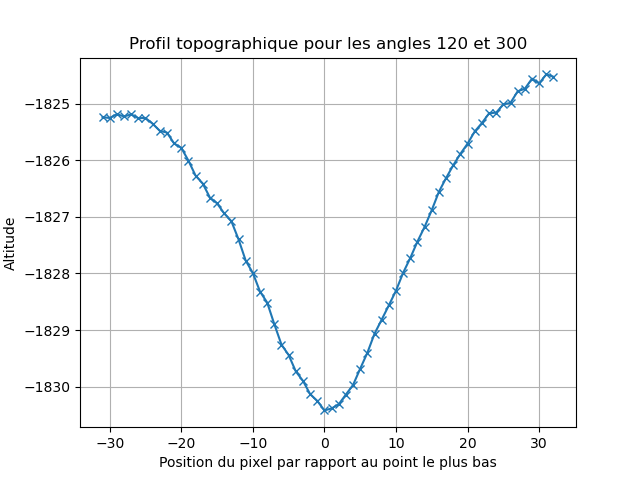 Profil topographique pour les angles 120 et 300
Altitude
−1825
−1826
−1827
−1828
−1829
−1830
−30 −20 −10 0 10 20 30
Position du pixel par rapport au point le plus bas